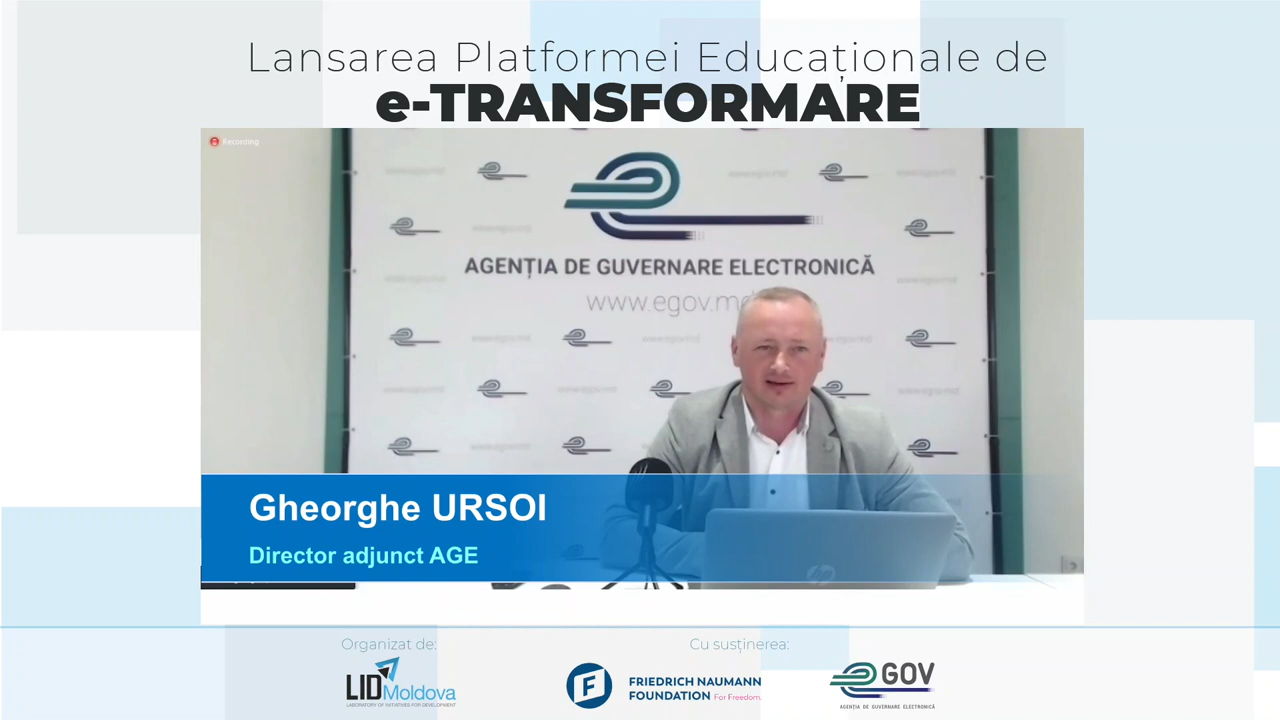 Lansarea Platformei Educaționale de
e-TRANSFORMARE
Recording
AGENȚIA DE GUVERNARE ELECTRONICĂ
www.egov.md
Gheorghe URSOI
Director adjunct AGE
Organizat de:
Cu susținerea:
LIDMoldova
LABORATORY OF INITIATIVES FOR DEVELOPMENT
F
FRIEDRICH NAUMANN
FOUNDATION For Freedom.
GOV
AGENȚIA DE GUVERNARE ELECTRONICĂ